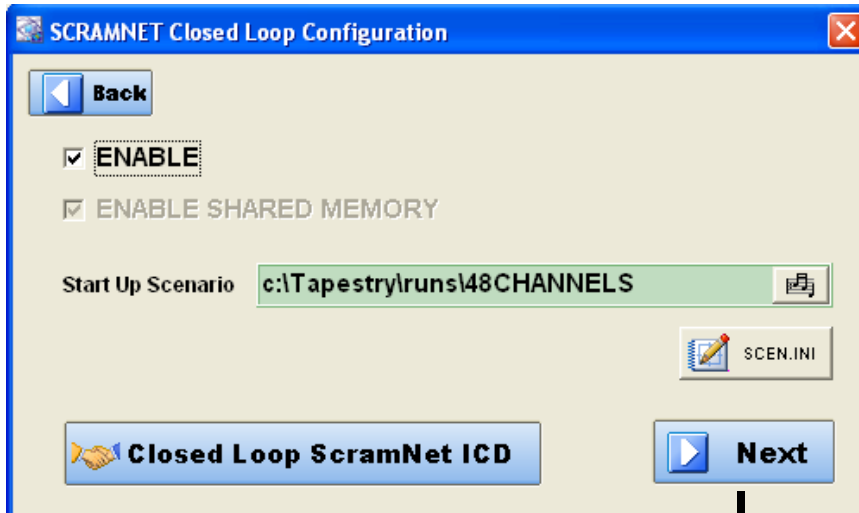 SCRAMNET Closed Loop Configuration
Back
ENABLE
ENABLE SHARED MEMORY
Start Up Scenario c:\Tapestry\runs\48CHANNELS
SCEN.INI
Closed Loop ScramNet ICD
Next